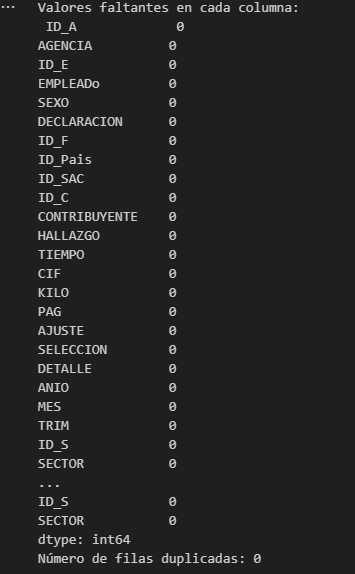 ... Valores faltantes en cada columna:
ID_A 0
AGENCIA 0
ID_E 0
EMPLEADo 0
SEXO 0
DECLARACION 0
ID_F 0
ID_Pais 0
ID_SAC 0
ID_C 0
CONTRIBUYENTE 0
HALLAZGO 0
TIEMPO 0
CIF 0
KILO 0
PAG 0
AJUSTE 0
SELECCION 0
DETALLE 0
ANIO 0
MES 0
TRIM 0
ID_S 0
SECTOR 0
...
ID_S 0
SECTOR 0
dtype: int64
Número de filas duplicadas: 0